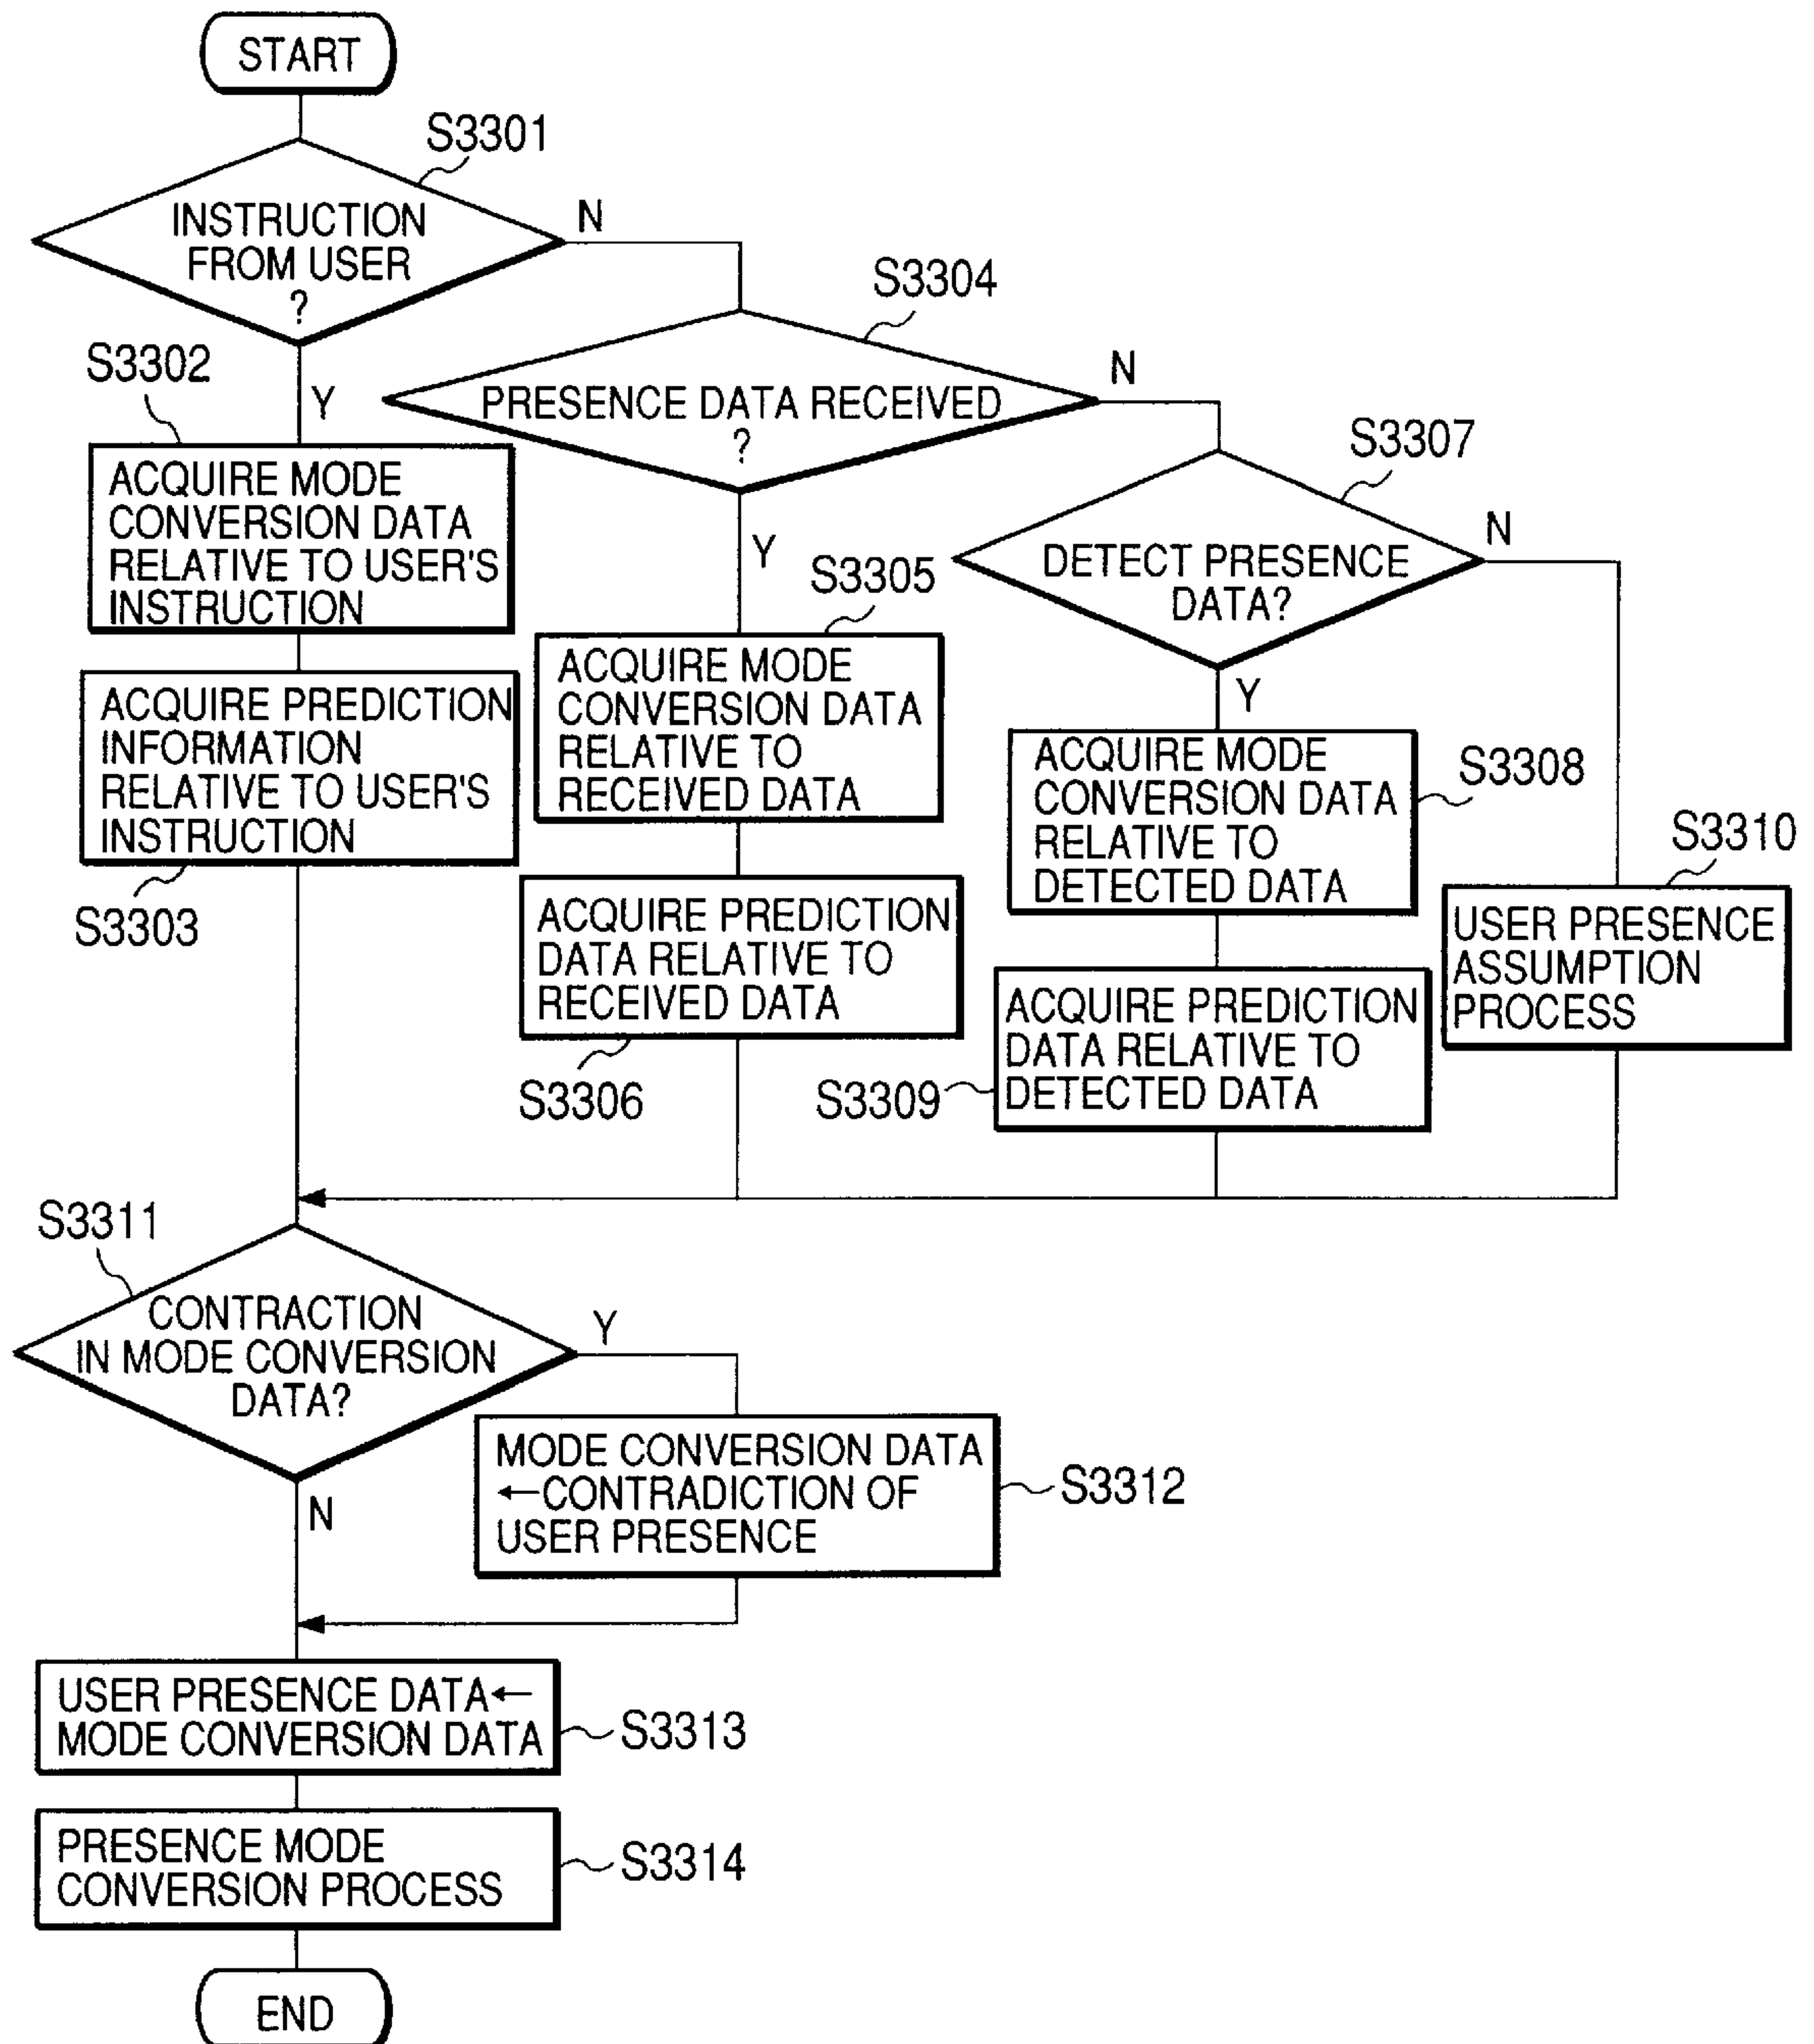 START
S3301
INSTRUCTION
FROM USER
?
N
Y
S3302
ACQUIRE MODE
CONVERSION DATA
RELATIVE TO USER'S
INSTRUCTION
ACQUIRE PREDICTION
INFORMATION
RELATIVE TO USER'S
INSTRUCTION
S3303
S3304
PRESENCE DATA RECEIVED
?
N
Y
S3305
ACQUIRE MODE
CONVERSION DATA
RELATIVE TO
RECEIVED DATA
ACQUIRE PREDICTION
DATA RELATIVE TO
RECEIVED DATA
S3306
S3307
DETECT PRESENCE
DATA?
N
Y
ACQUIRE MODE
CONVERSION DATA
RELATIVE TO
DETECTED DATA
S3308
ACQUIRE PREDICTION
DATA RELATIVE TO
DETECTED DATA
S3309
S3310
USER PRESENCE
ASSUMPTION
PROCESS
S3311
CONTRACTION
IN MODE CONVERSION
DATA?
Y
N
MODE CONVERSION DATA
←CONTRADICTION OF
USER PRESENCE
S3312
USER PRESENCE DATA←
MODE CONVERSION DATA
S3313
PRESENCE MODE
CONVERSION PROCESS
S3314
END